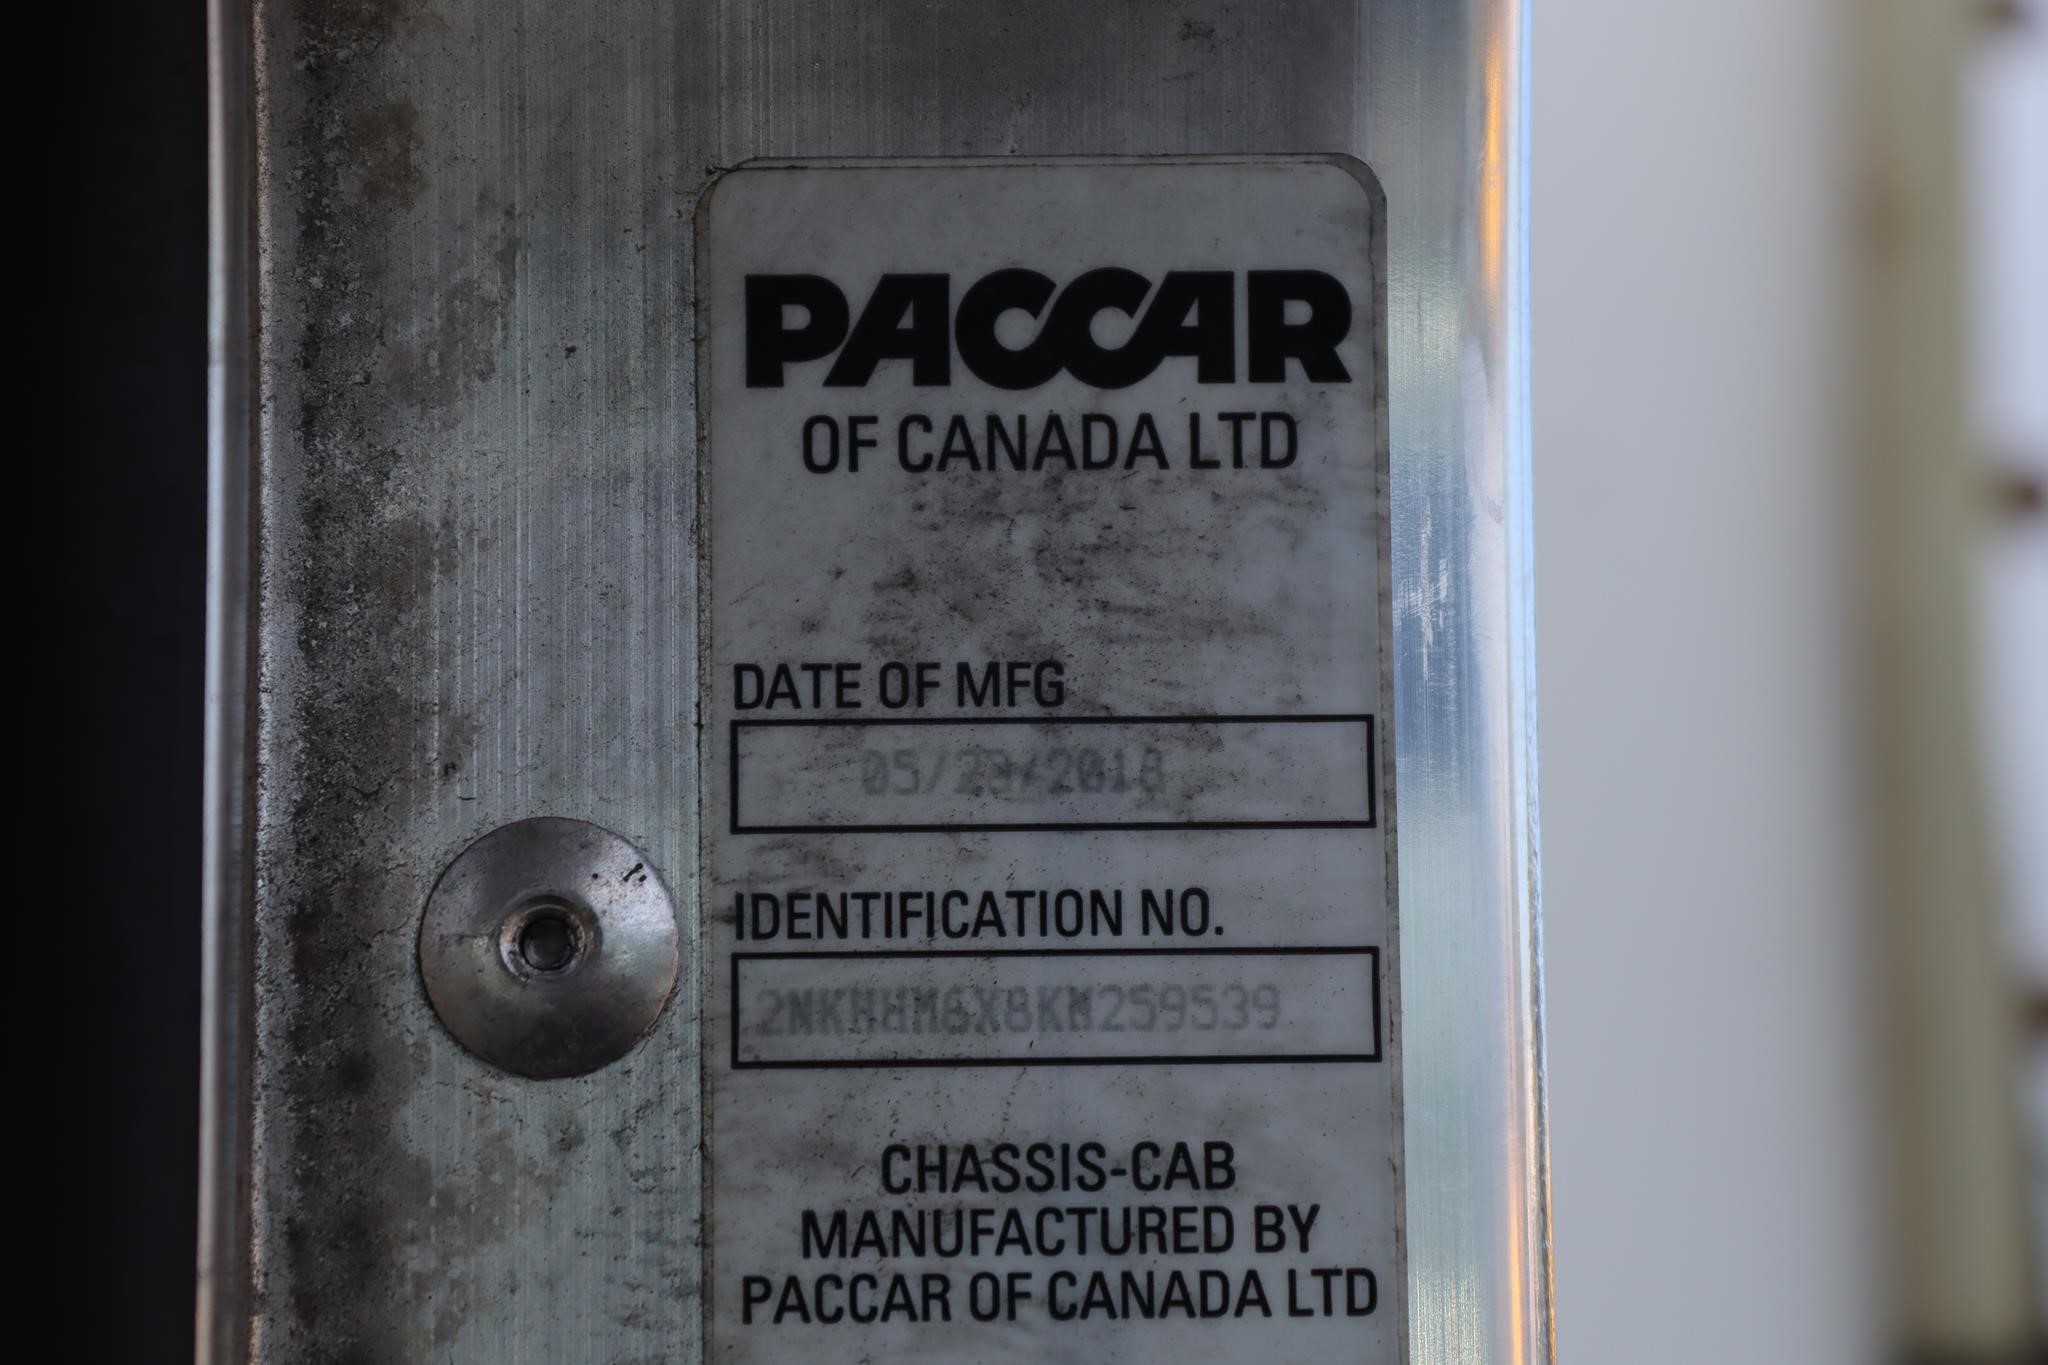 PACCAR
OF CANADA LTD
DATE OF MFG
05/23/2018
IDENTIFICATION NO.
2NKHHM6X8KM259539
CHASSIS-CAB
MANUFACTURED BY
PACCAR OF CANADA LTD